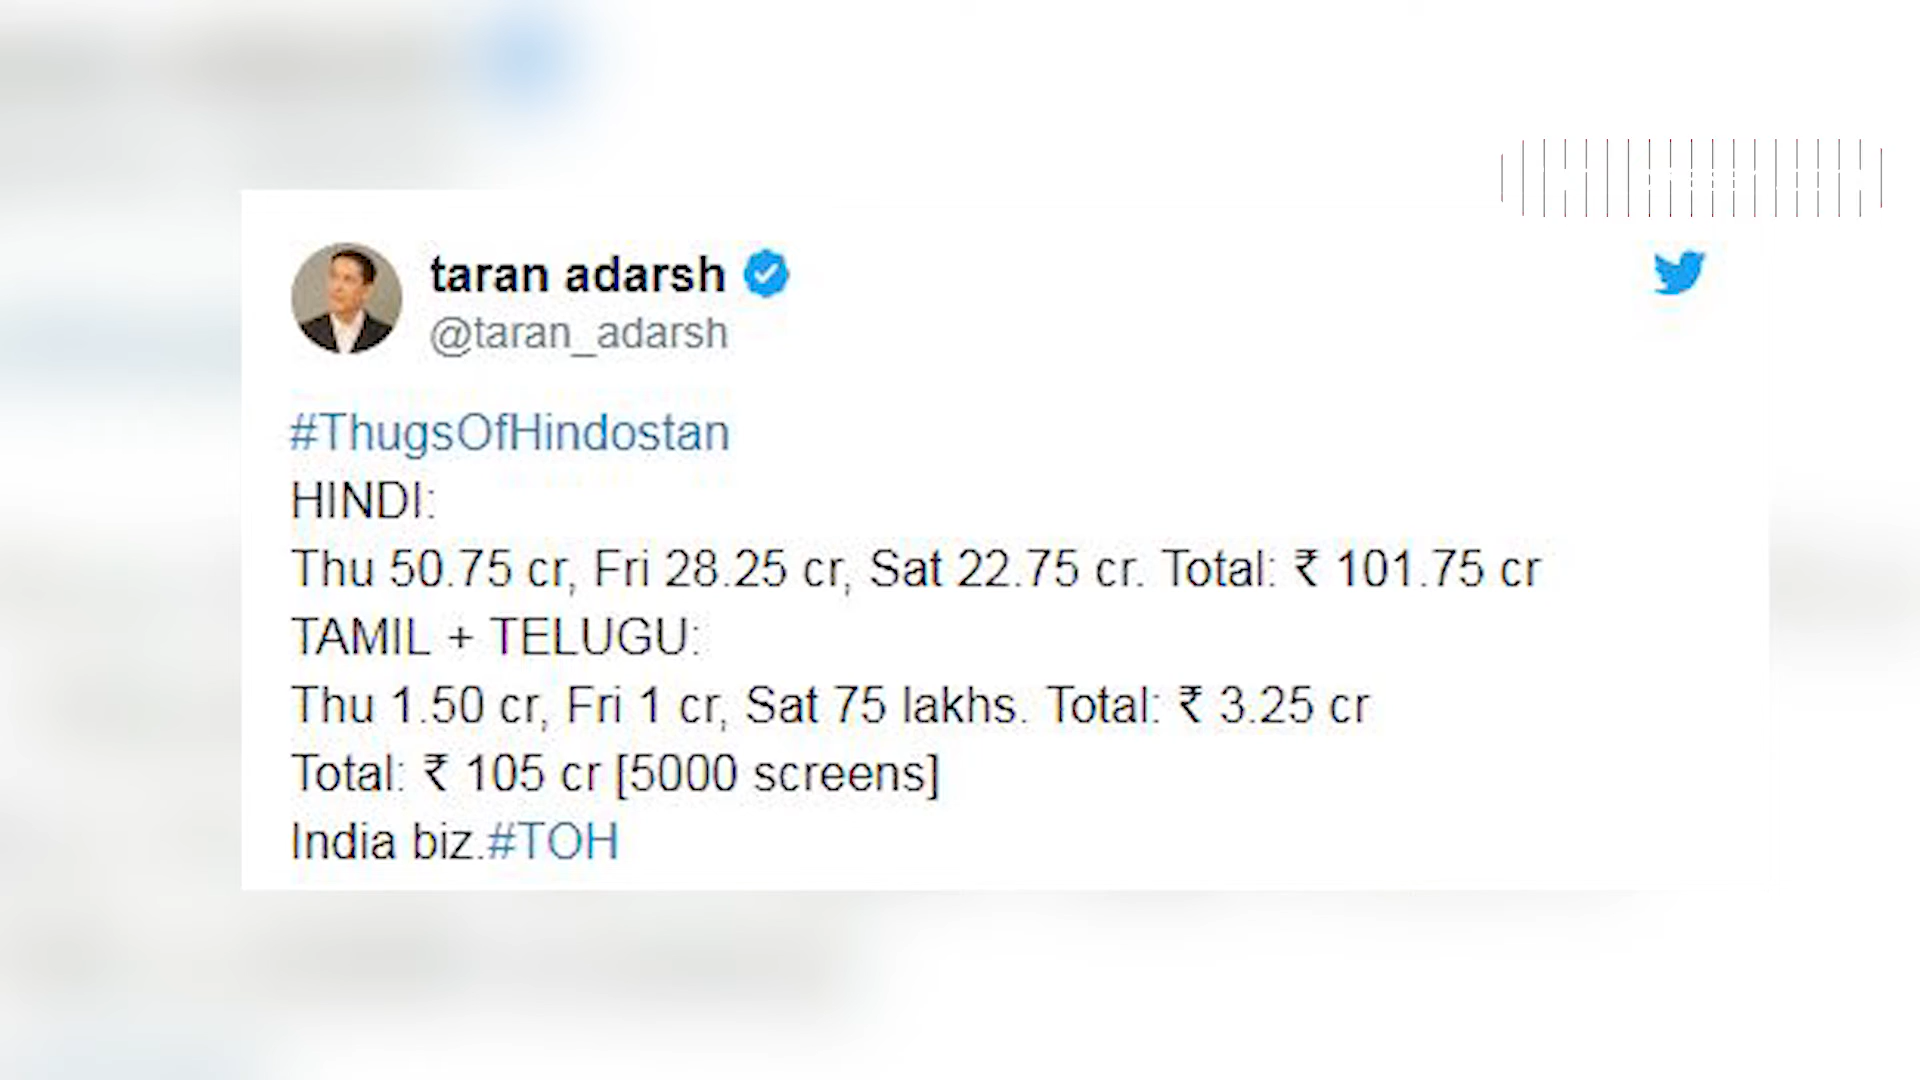 taran adarsh
@taran_adarsh
#ThugsOfHindostan
HINDI:
Thu 50.75 cr, Fri 28.25 cr, Sat 22.75 cr. Total: ₹ 101.75 cr
TAMIL + TELUGU:
Thu 1.50 cr, Fri 1 cr, Sat 75 lakhs. Total: ₹ 3.25 cr
Total: ₹ 105 cr [5000 screens]
India biz.#TOH